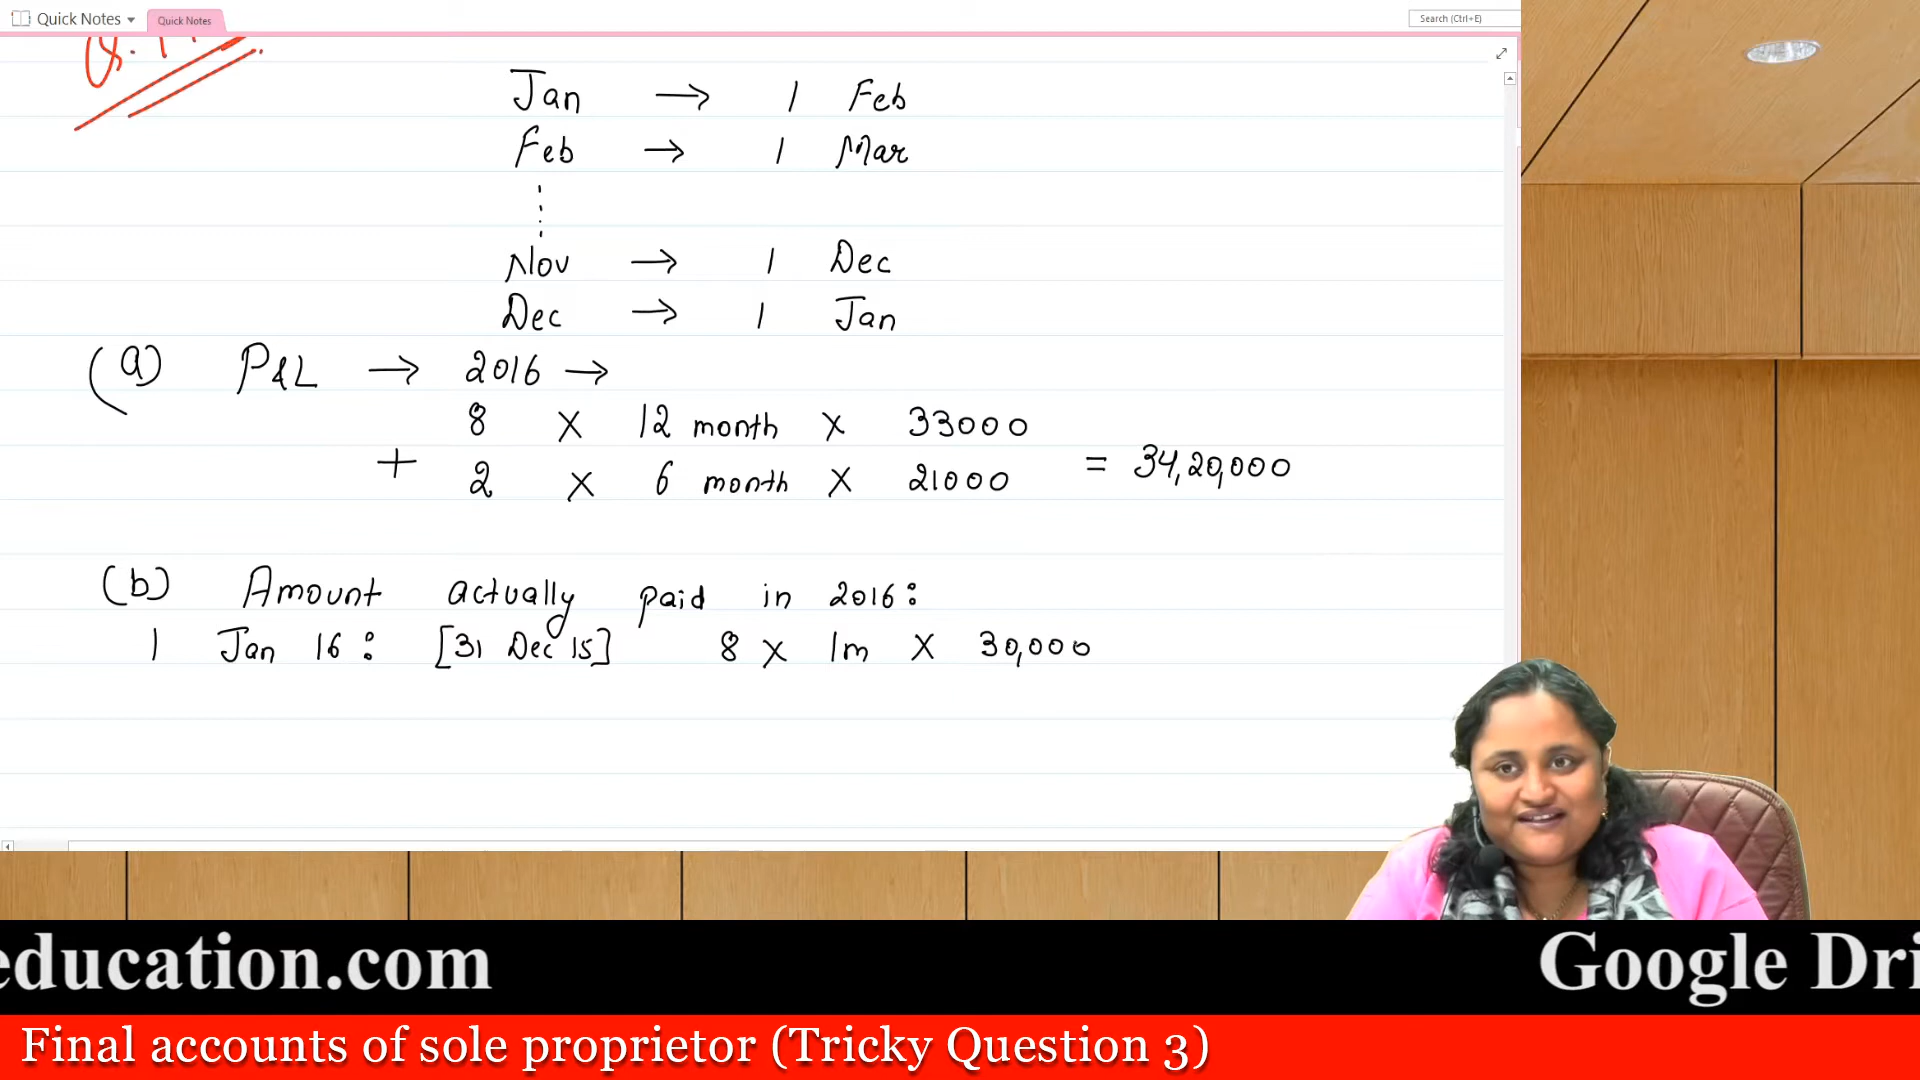 Quick Notes
Quick Notes
Search (Ctrl+E)
Jan → 1 Feb
Feb → 1 Mar
Nov → 1 Dec
Dec → 1 Jan
(a) P&L → 2016 →
8 X 12 month X 33000
+ 2 X 6 month X 21000 = 34,20,000
(b) Amount actually paid in 2016:
1 Jan 16: [31 Dec 15] 8 X 1m X 30,000
education.com
Google Dri
Final accounts of sole proprietor (Tricky Question 3)